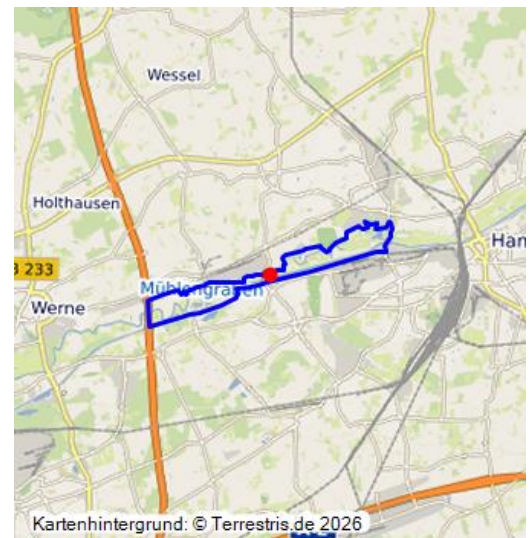 Wessel
Holthausen
233
Ham
Mühlengraben
Werne
Kartenhintergrund: © Terrestris.de 2026